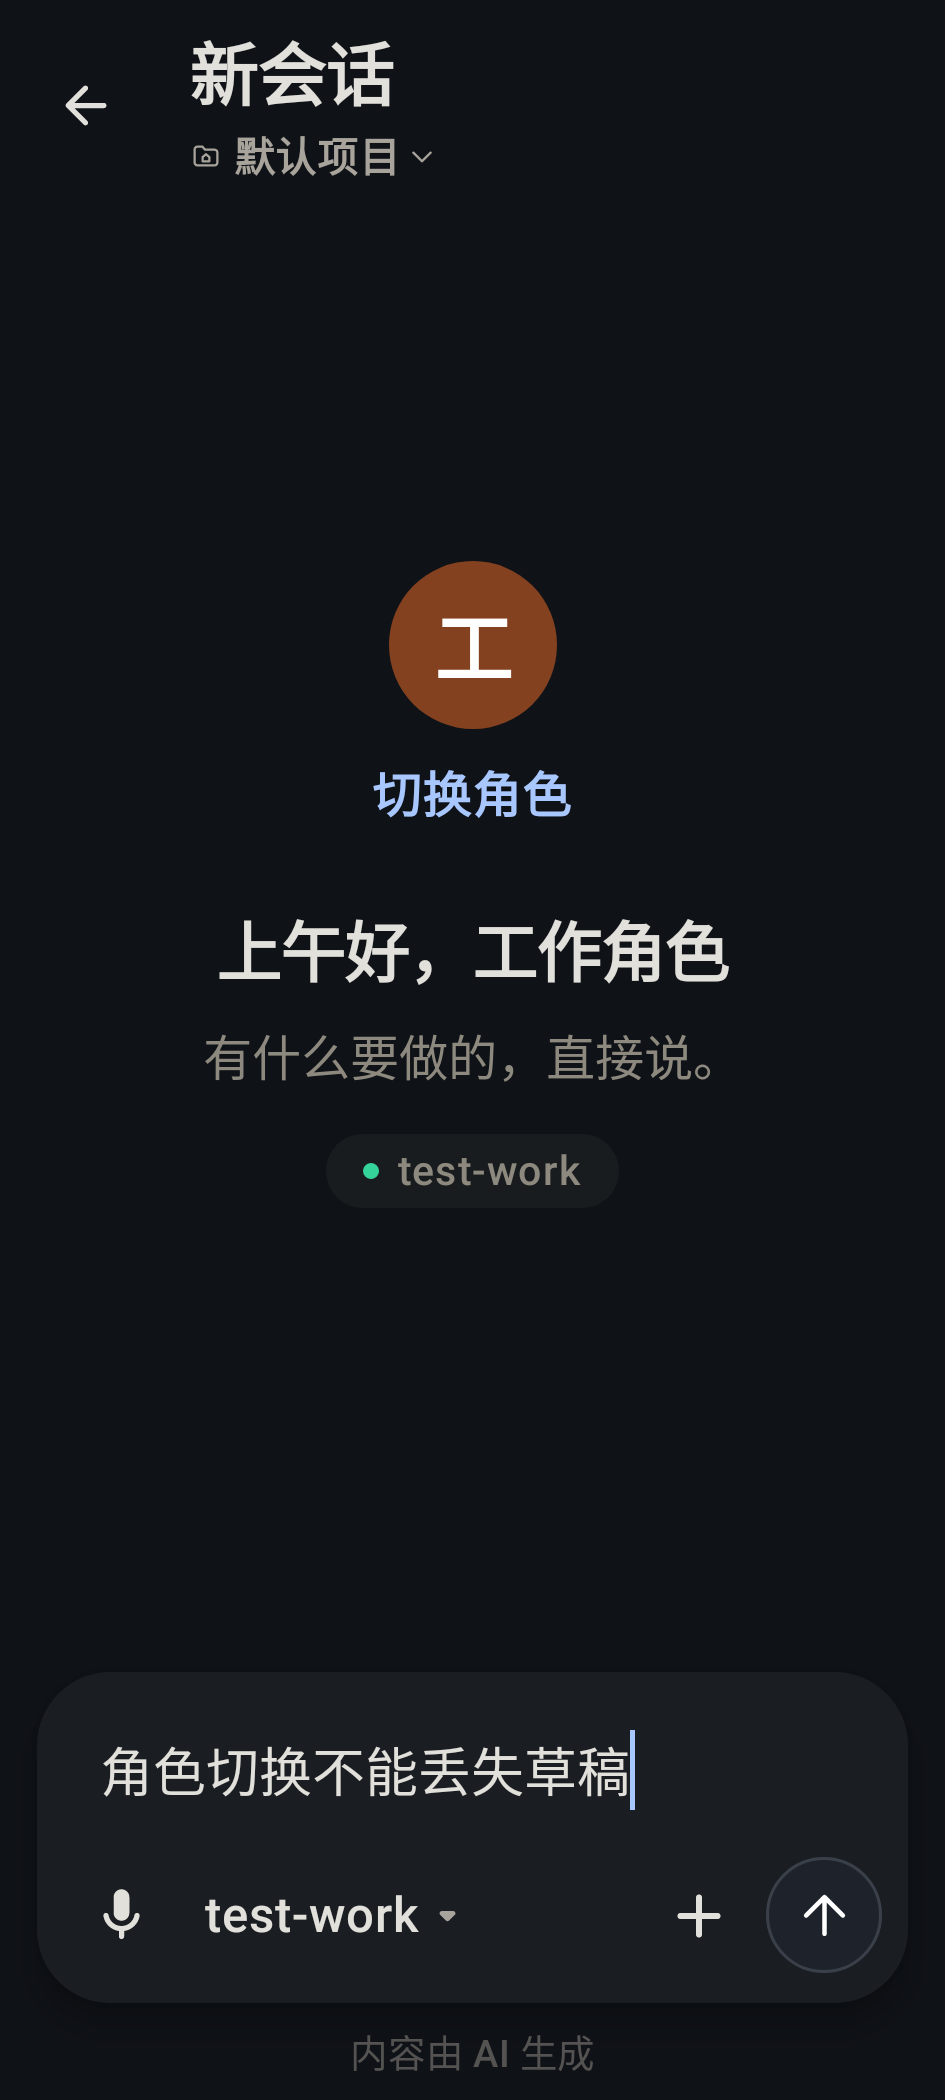 新会话
默认项目
工
切换角色
上午好，工作角色
有什么要做的，直接说。
test-work
角色切换不能丢失草稿
test-work
内容由 AI 生成